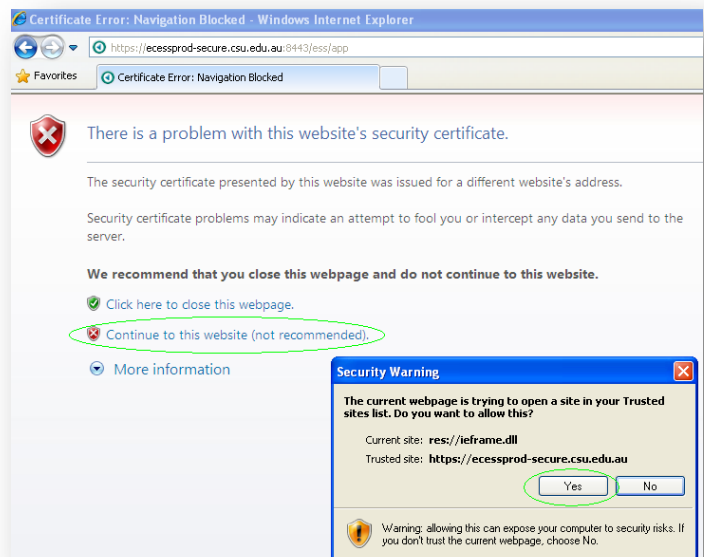 Certificate Error: Navigation Blocked - Windows Internet Explorer
https://ecessprod-secure.csu.edu.au:8443/ess/app
Favorites
Certificate Error: Navigation Blocked
There is a problem with this website's security certificate.
The security certificate presented by this website was issued for a different website's address.
Security certificate problems may indicate an attempt to fool you or intercept any data you send to the
server.
We recommend that you close this webpage and do not continue to this website.
Click here to close this webpage.
Continue to this website (not recommended).
More information
Security Warning
The current webpage is trying to open a site in your Trusted
sites list. Do you want to allow this?
Current site: res://ieframe.dll
Trusted site: https://ecessprod-secure.csu.edu.au
Yes No
Warning: allowing this can expose your computer to security risks. If
you don't trust the current webpage, choose No.